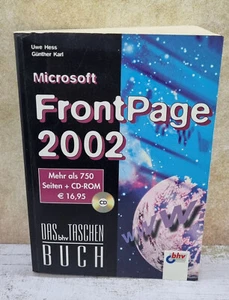 Uwe Hess
Günther Karl
Microsoft
FrontPage
2002
Mehr als 750
Seiten + CD-ROM
€ 16,95
CD
DAS bhv TASCHEN
BUCH
WWW
bhv